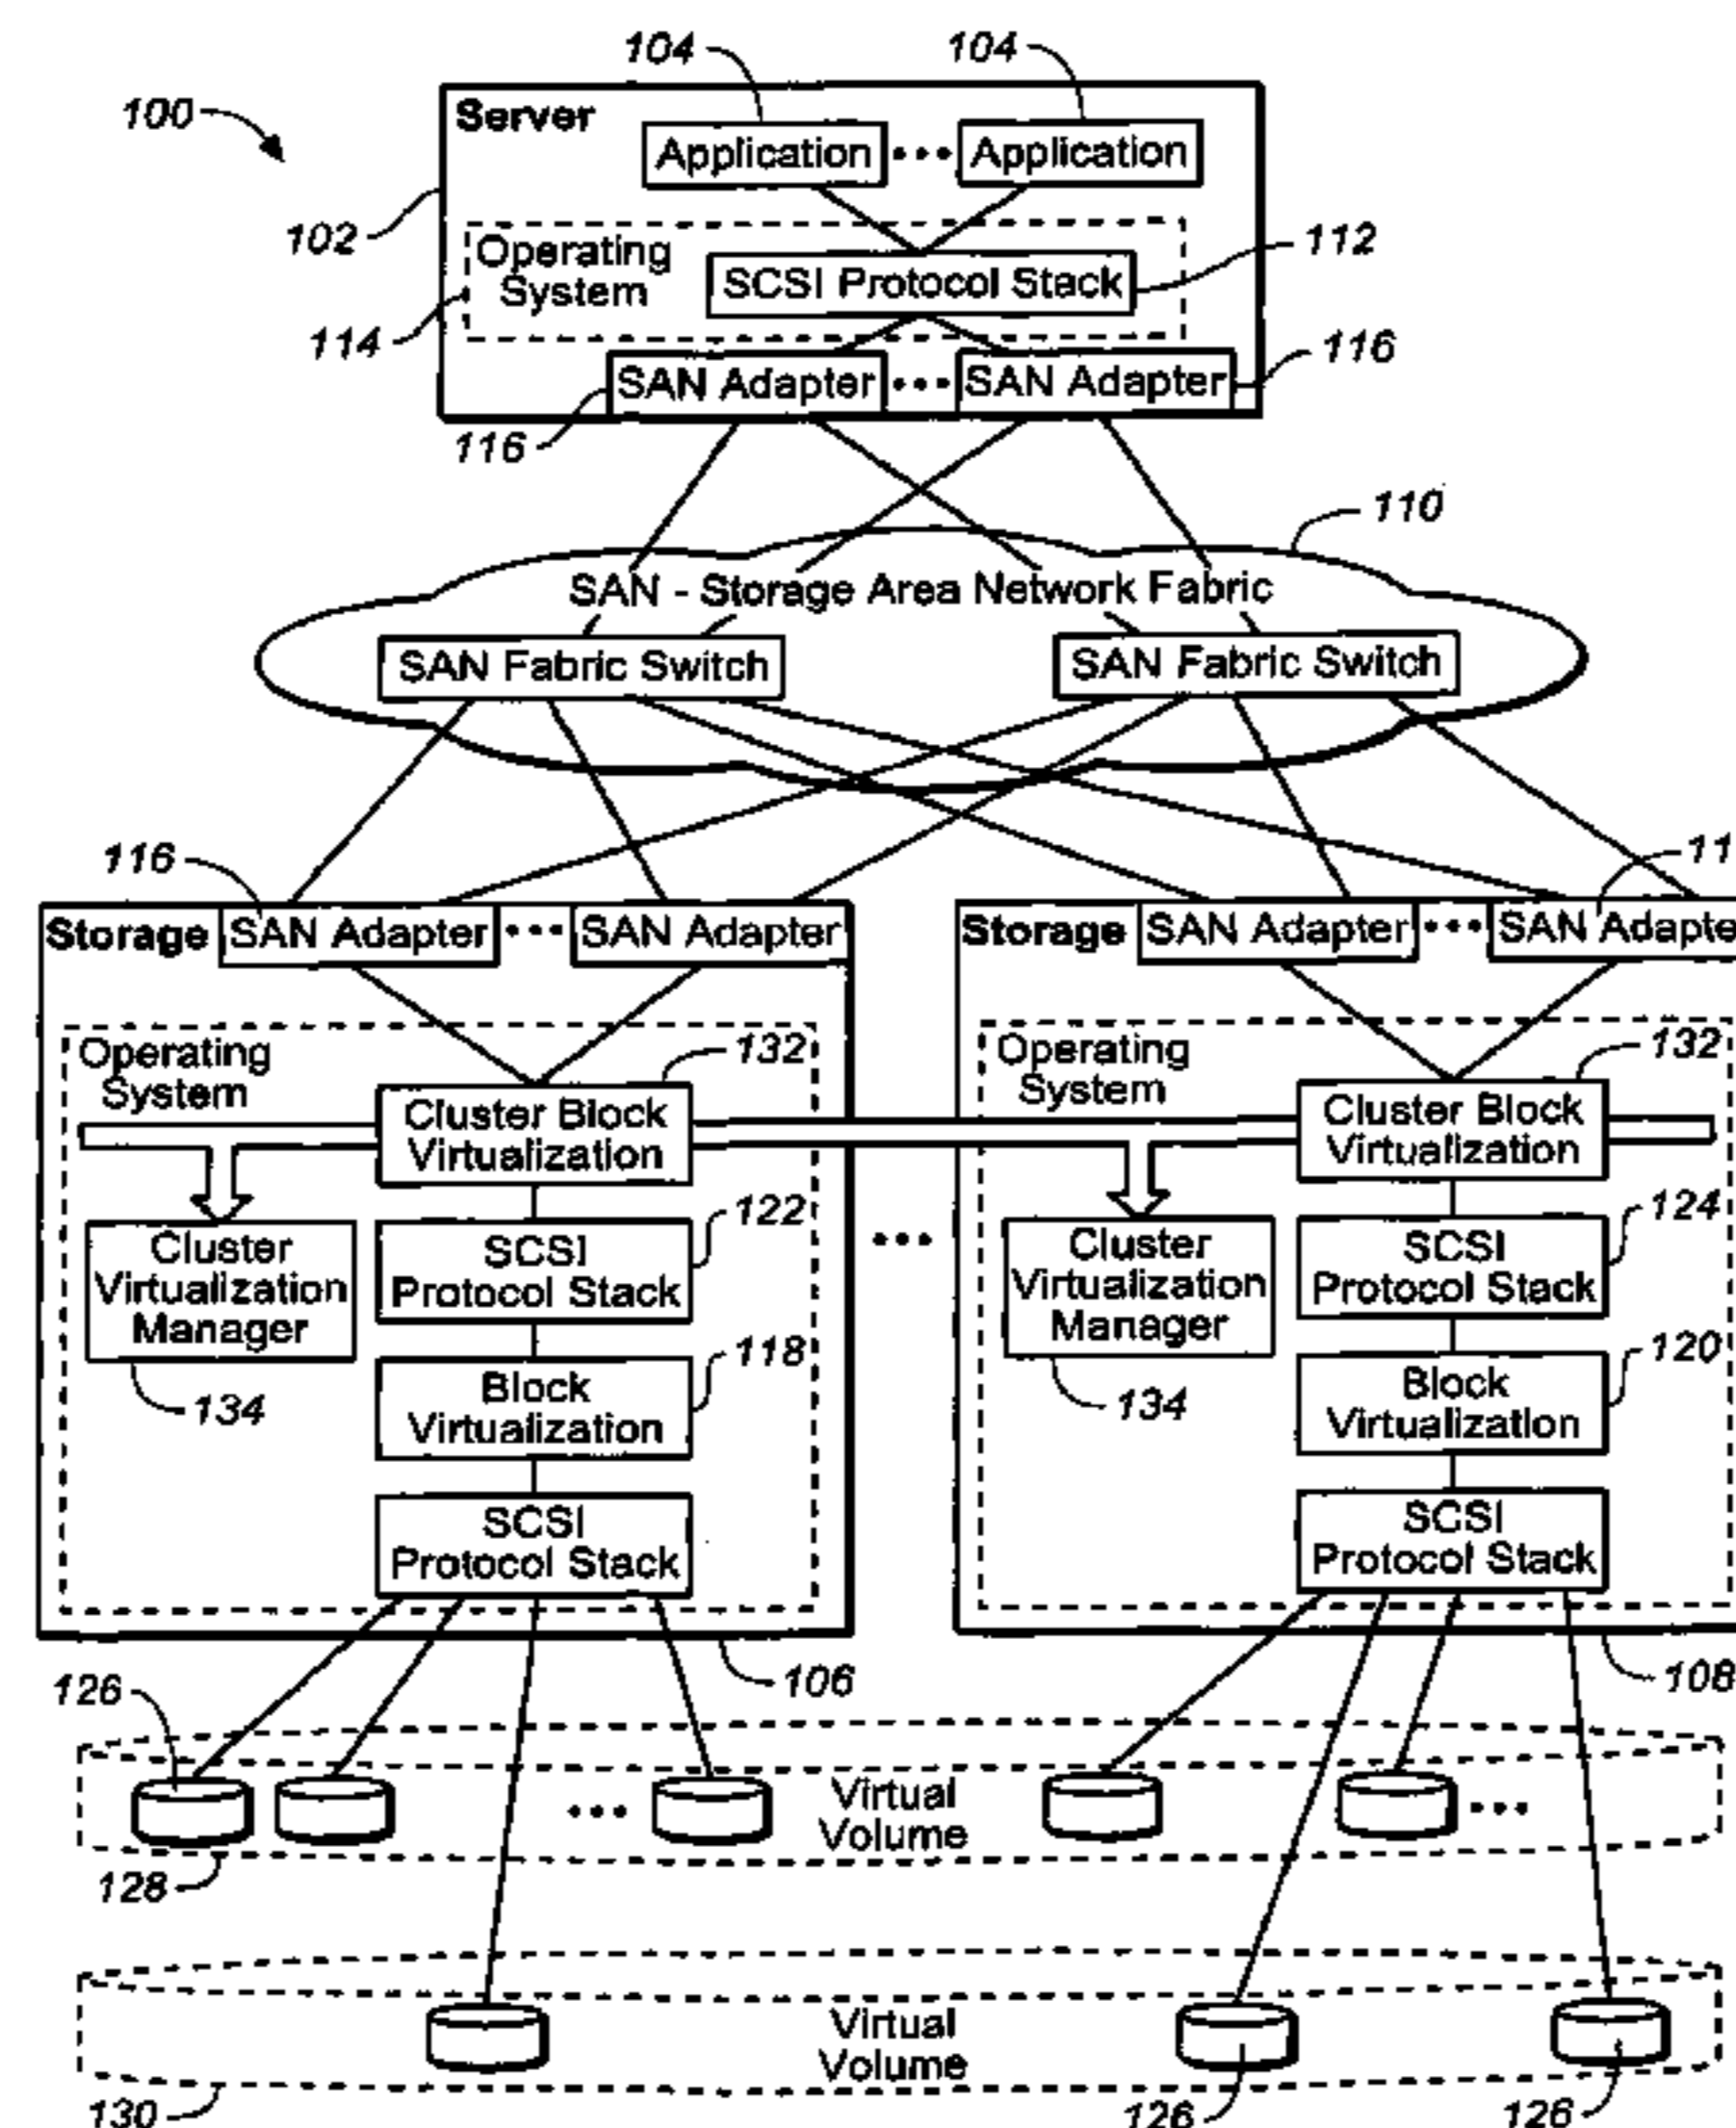 104
104
100
Server
Application ••• Application
102
Operating
System
SCSI Protocol Stack
112
114
SAN Adapter ••• SAN Adapter
116
116
110
SAN - Storage Area Network Fabric
SAN Fabric Switch
SAN Fabric Switch
116
11
Storage SAN Adapter ••• SAN Adapter
Storage SAN Adapter ••• SAN Adapte
Operating
System
132
Cluster Block
Virtualization
Operating
System
132
Cluster Block
Virtualization
Cluster
Virtualization
Manager
134
122
SCSI
Protocol Stack
118
Block
Virtualization
SCSI
Protocol Stack
•••
Cluster
Virtualization
Manager
134
124
SCSI
Protocol Stack
120
Block
Virtualization
SCSI
Protocol Stack
106
108
126
•••
Virtual
Volume
•••
128
Virtual
Volume
130
126
126